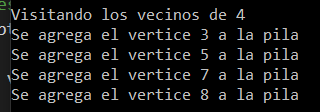 Visitando los vecinos de 4
Se agrega el vertice 3 a la pila
Se agrega el vertice 5 a la pila
Se agrega el vertice 7 a la pila
Se agrega el vertice 8 a la pila